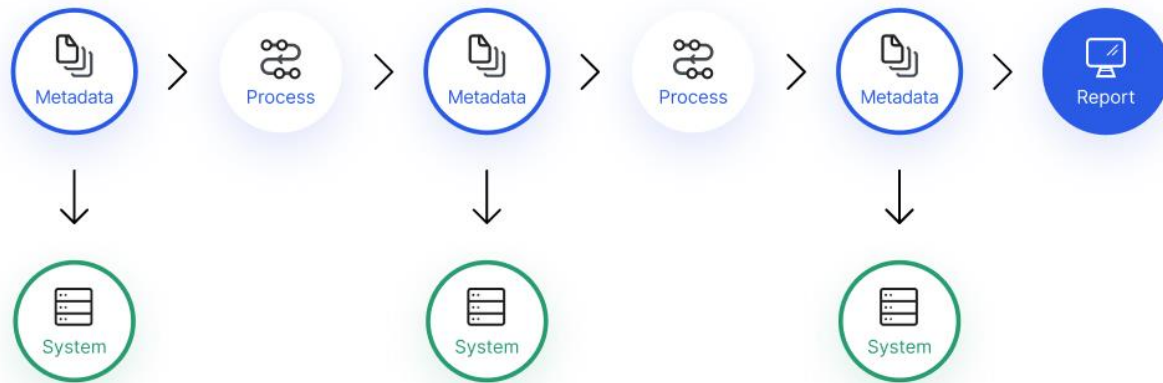 Metadata
Process
Metadata
Process
Metadata
Report
System
System
System